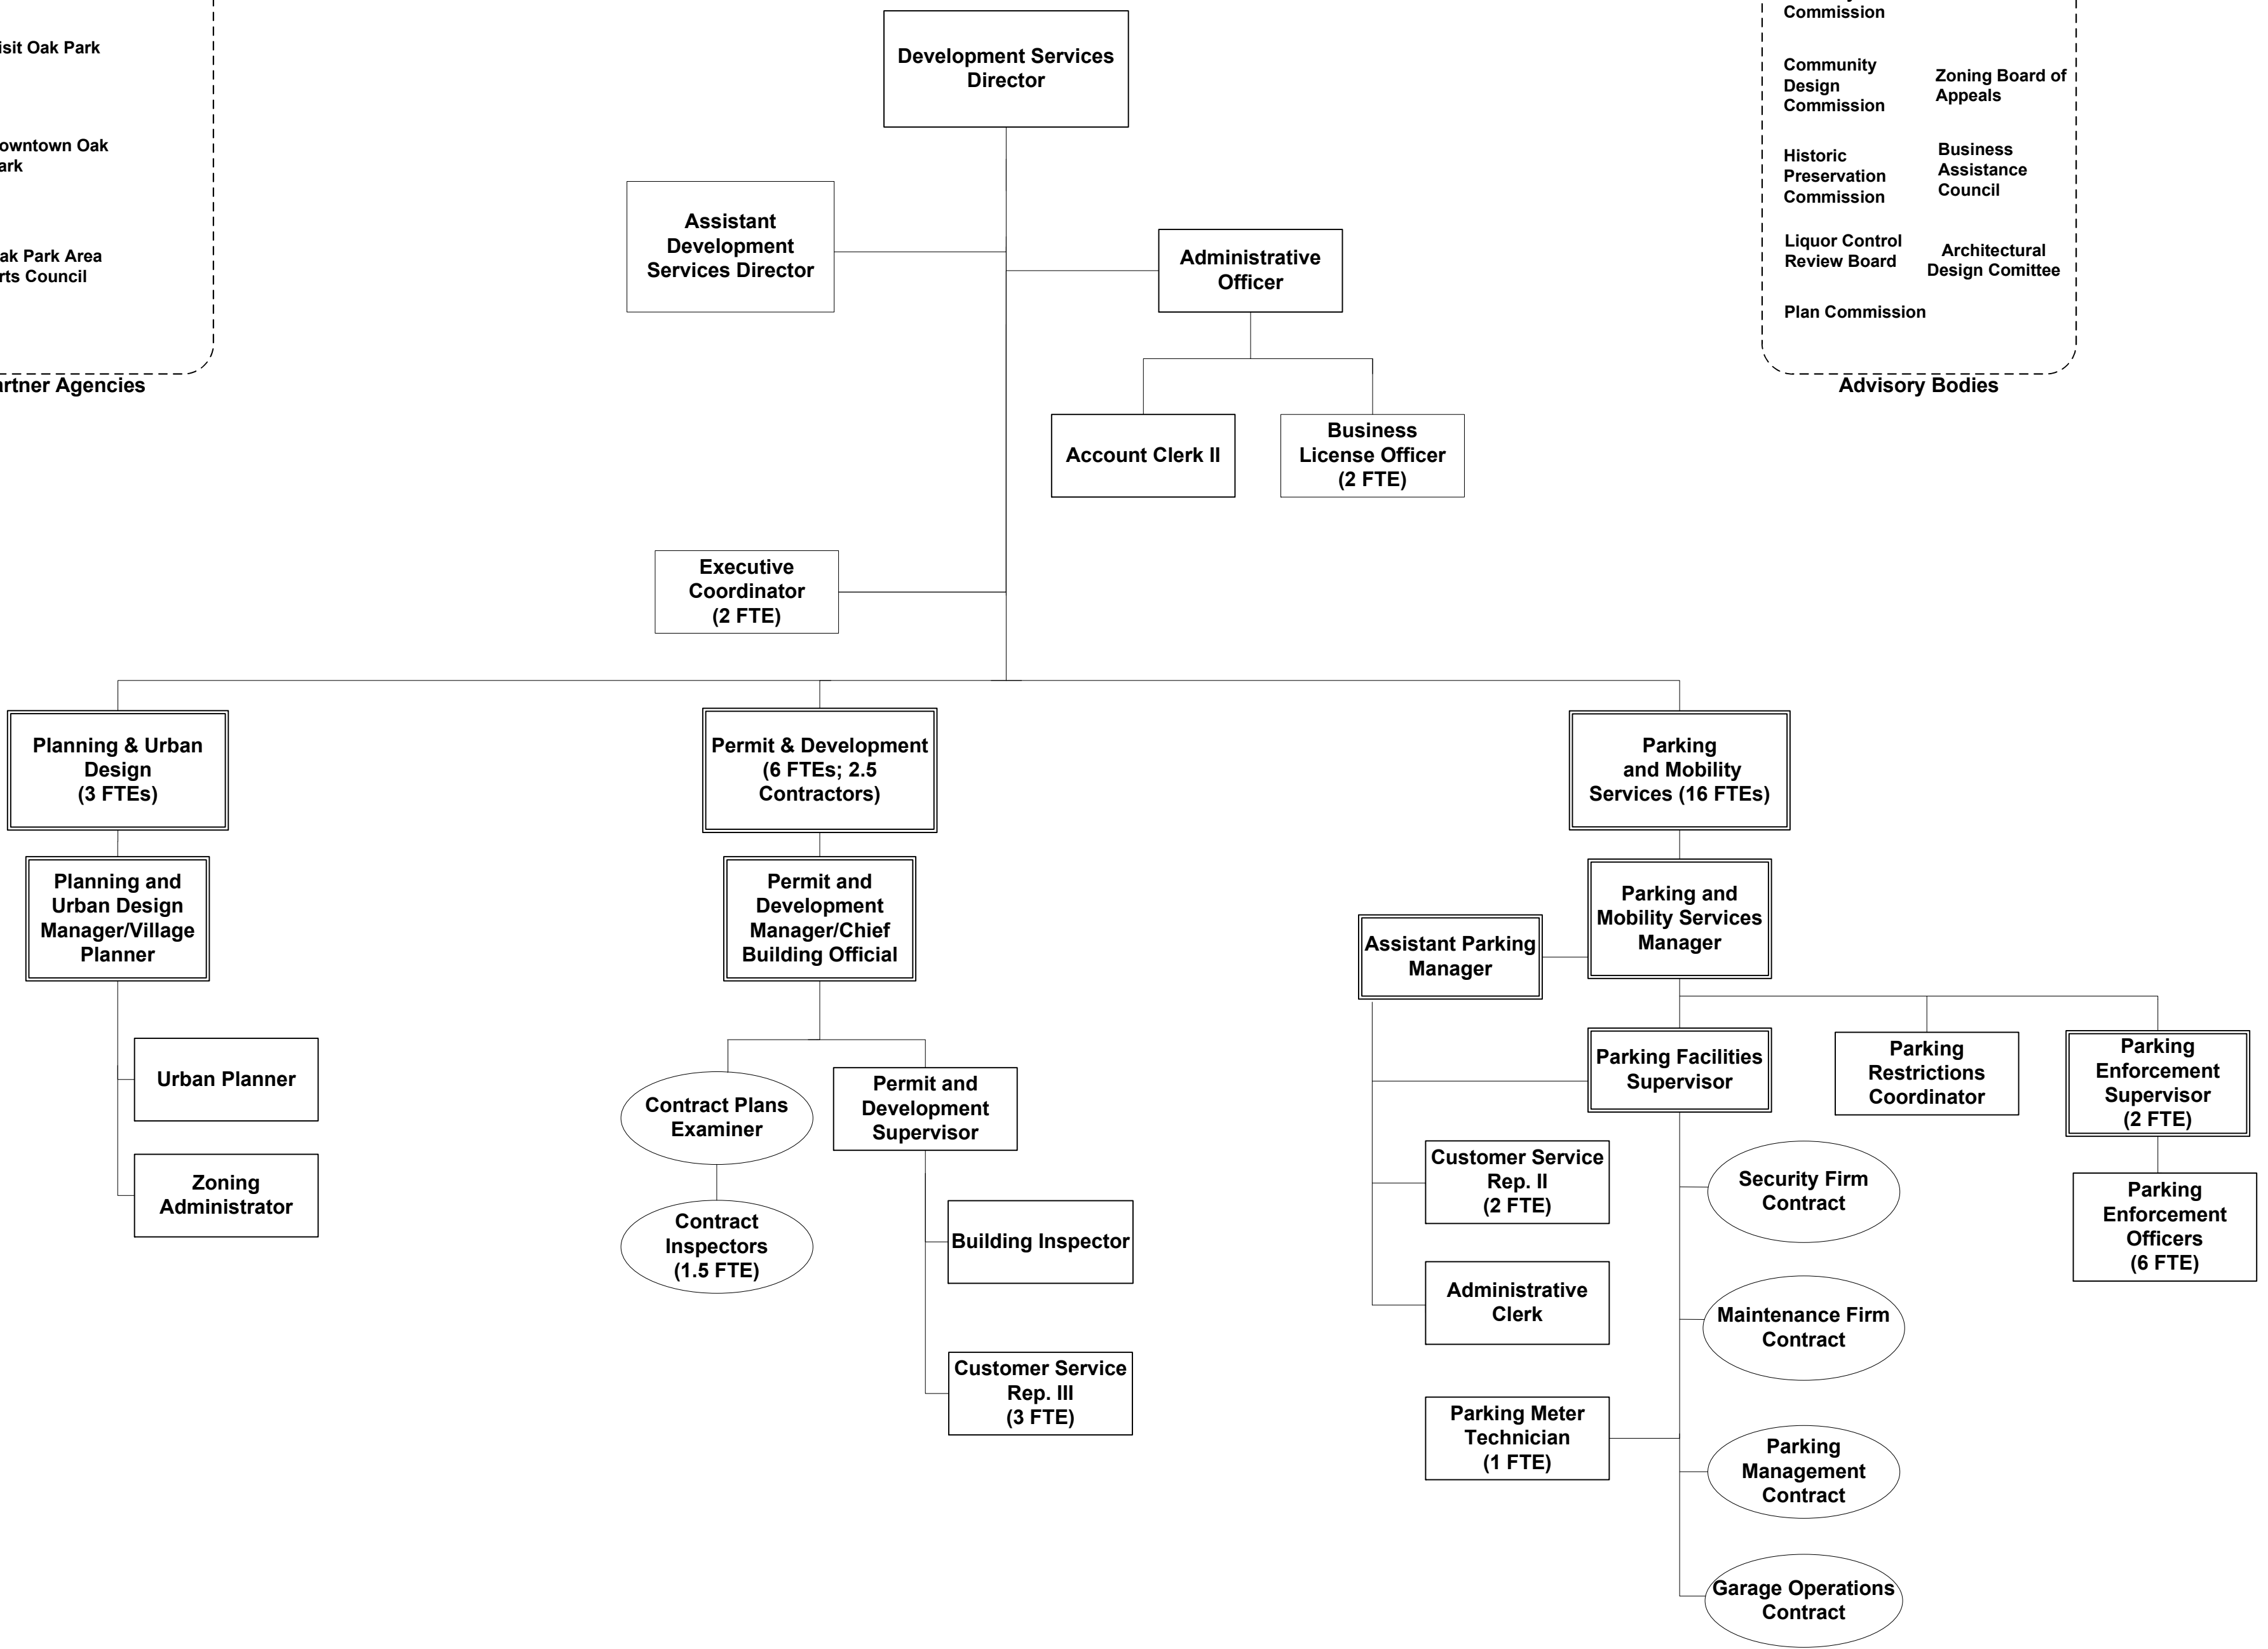 isit Oak Park
owntown Oak
ark
ak Park Area
rts Council
rtner Agencies
Development Services
Director
Commission
Community
Design
Commission
Zoning Board of
Appeals
Historic
Preservation
Commission
Business
Assistance
Council
Liquor Control
Review Board
Architectural
Design Comittee
Plan Commission
Advisory Bodies
Assistant
Development
Services Director
Administrative
Officer
Account Clerk II
Business
License Officer
(2 FTE)
Executive
Coordinator
(2 FTE)
Planning & Urban
Design
(3 FTEs)
Planning and
Urban Design
Manager/Village
Planner
Urban Planner
Zoning
Administrator
Permit & Development
(6 FTEs; 2.5
Contractors)
Permit and
Development
Manager/Chief
Building Official
Contract Plans
Examiner
Contract
Inspectors
(1.5 FTE)
Permit and
Development
Supervisor
Building Inspector
Customer Service
Rep. III
(3 FTE)
Parking
and Mobility
Services (16 FTEs)
Parking and
Mobility Services
Manager
Assistant Parking
Manager
Parking Facilities
Supervisor
Parking
Restrictions
Coordinator
Parking
Enforcement
Supervisor
(2 FTE)
Parking
Enforcement
Officers
(6 FTE)
Customer Service
Rep. II
(2 FTE)
Administrative
Clerk
Parking Meter
Technician
(1 FTE)
Security Firm
Contract
Maintenance Firm
Contract
Parking
Management
Contract
Garage Operations
Contract